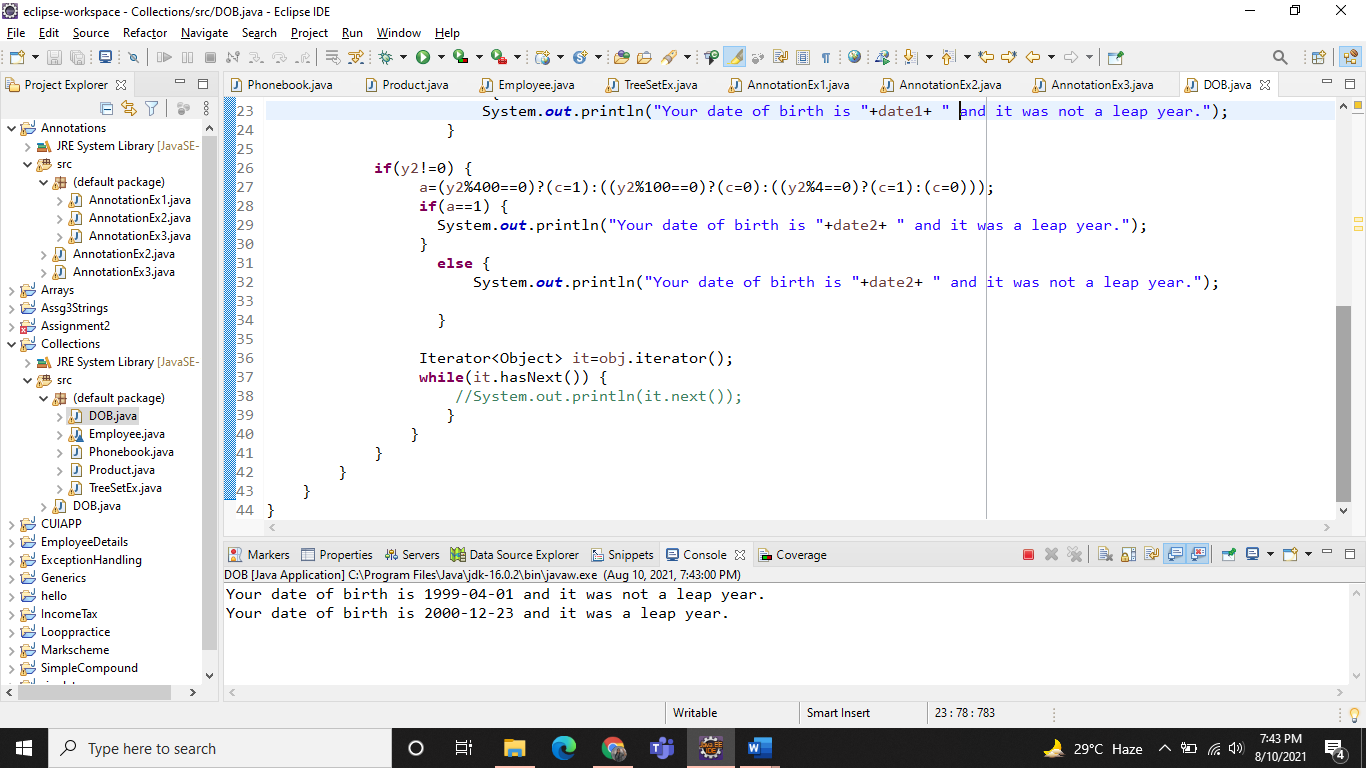 eclipse-workspace - Collections/src/DOB.java - Eclipse IDE
File Edit Source Refactor Navigate Search Project Run Window Help
Project Explorer
Phonebook.java Product.java Employee.java TreeSetEx.java AnnotationEx1.java AnnotationEx2.java AnnotationEx3.java DOB.java
Annotations
JRE System Library [JavaSE-
src
(default package)
AnnotationEx1.java
AnnotationEx2.java
AnnotationEx3.java
AnnotationEx2.java
AnnotationEx3.java
Arrays
Assg3Strings
Assignment2
Collections
JRE System Library [JavaSE-
src
(default package)
DOB.java
Employee.java
Phonebook.java
Product.java
TreeSetEx.java
DOB.java
CUIAPP
EmployeeDetails
ExceptionHandling
Generics
hello
IncomeTax
Looppractice
Markscheme
SimpleCompound
23 System.out.println("Your date of birth is "+date1+ " and it was not a leap year.");
24 }
25
26 if(y2!=0) {
27 a=(y2%400==0)?(c=1):((y2%100==0)?(c=0):((y2%4==0)?(c=1):(c=0)));
28 if(a==1) {
29 System.out.println("Your date of birth is "+date2+ " and it was a leap year.");
30 }
31 else {
32 System.out.println("Your date of birth is "+date2+ " and it was not a leap year.");
33
34 }
35
36 Iterator<Object> it=obj.iterator();
37 while(it.hasNext()) {
38 //System.out.println(it.next());
39 }
40 }
41 }
42 }
43 }
44 }
Markers Properties Servers Data Source Explorer Snippets Console Coverage
DOB [Java Application] C:\Program Files\Java\jdk-16.0.2\bin\javaw.exe (Aug 10, 2021, 7:43:00 PM)
Your date of birth is 1999-04-01 and it was not a leap year.
Your date of birth is 2000-12-23 and it was a leap year.
Writable Smart Insert 23 : 78 : 783
Type here to search
29°C Haze
7:43 PM
8/10/2021
4